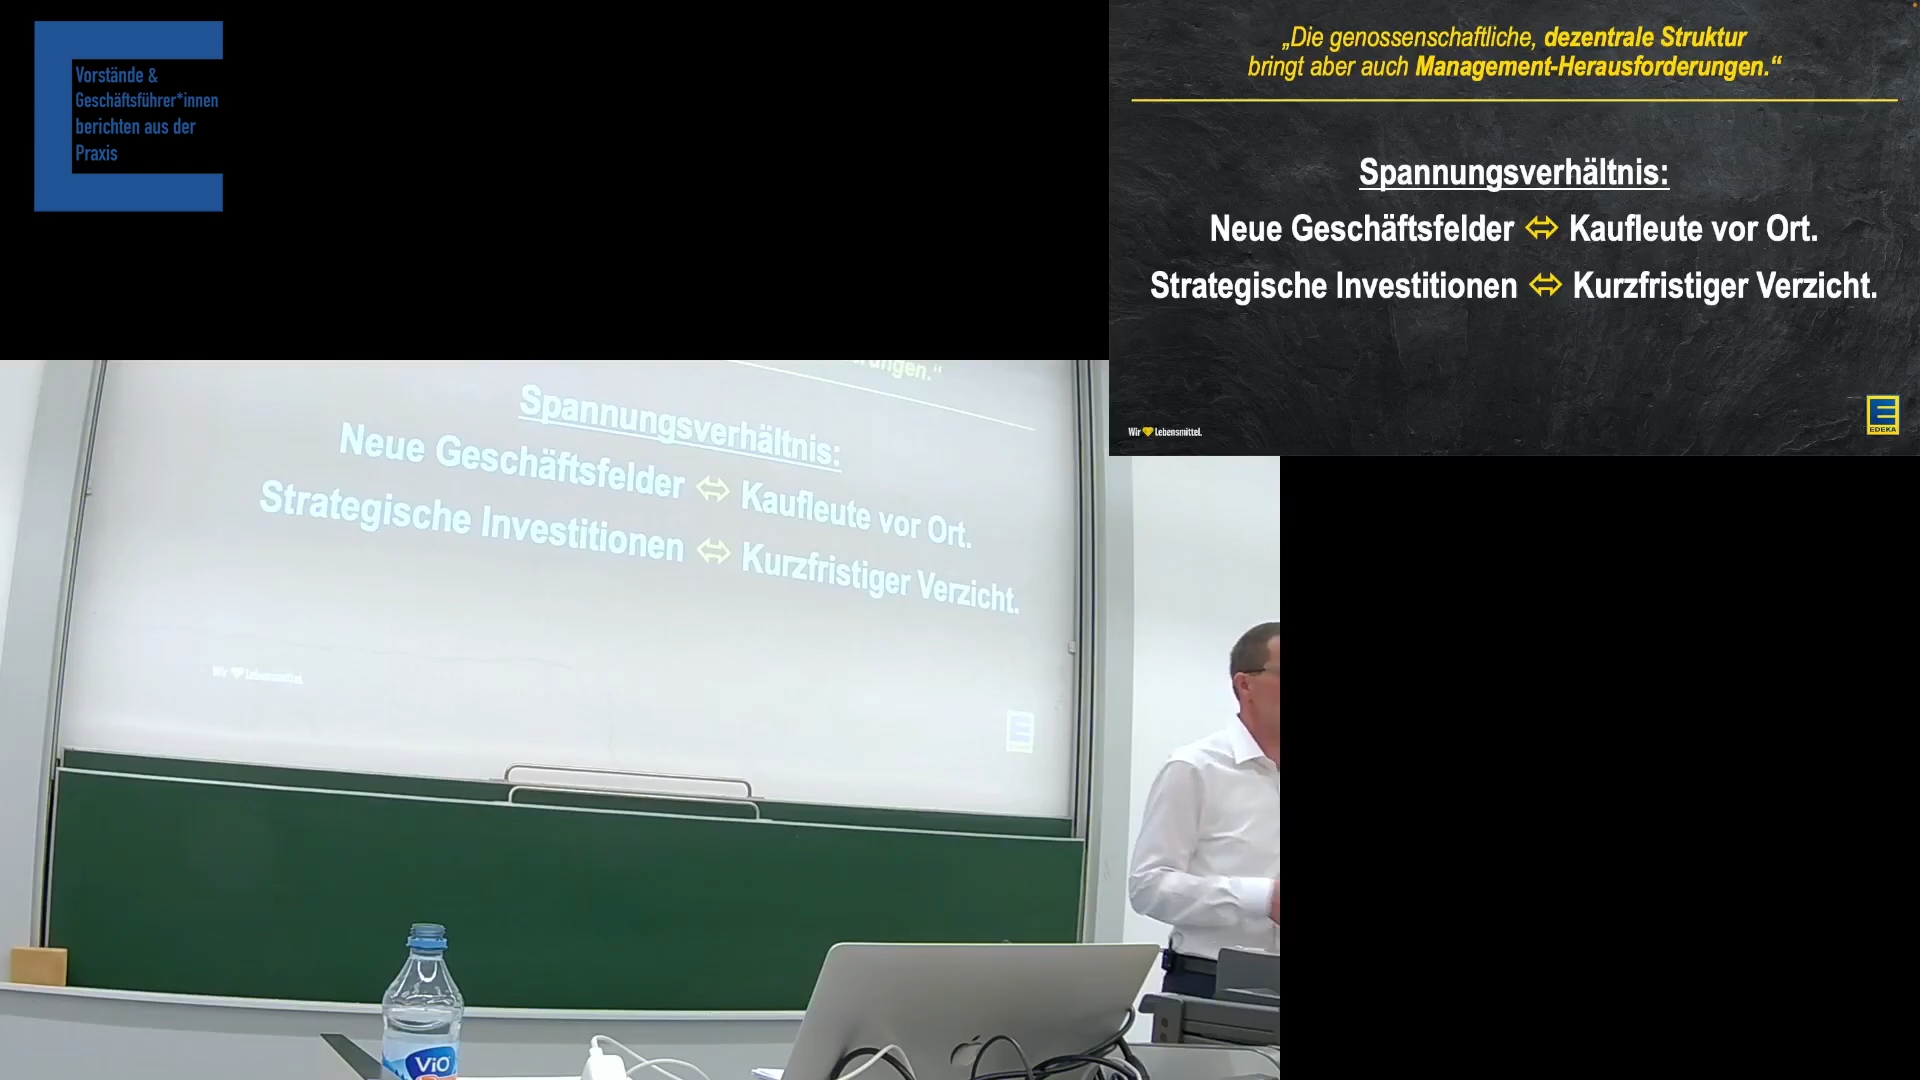 Vorstände &
Geschäftsführer*innen
berichten aus der
Praxis
„Die genossenschaftliche, dezentrale Struktur
bringt aber auch Management-Herausforderungen.“
Spannungsverhältnis:
Neue Geschäftsfelder ⬄ Kaufleute vor Ort.
Strategische Investitionen ⬄ Kurzfristiger Verzicht.
Wir 💛 Lebensmittel.
EDEKA
ungen.“
Spannungsverhältnis:
Neue Geschäftsfelder ⬄ Kaufleute vor Ort.
Strategische Investitionen ⬄ Kurzfristiger Verzicht.
Wir ♥ Lebensmittel.
ViO